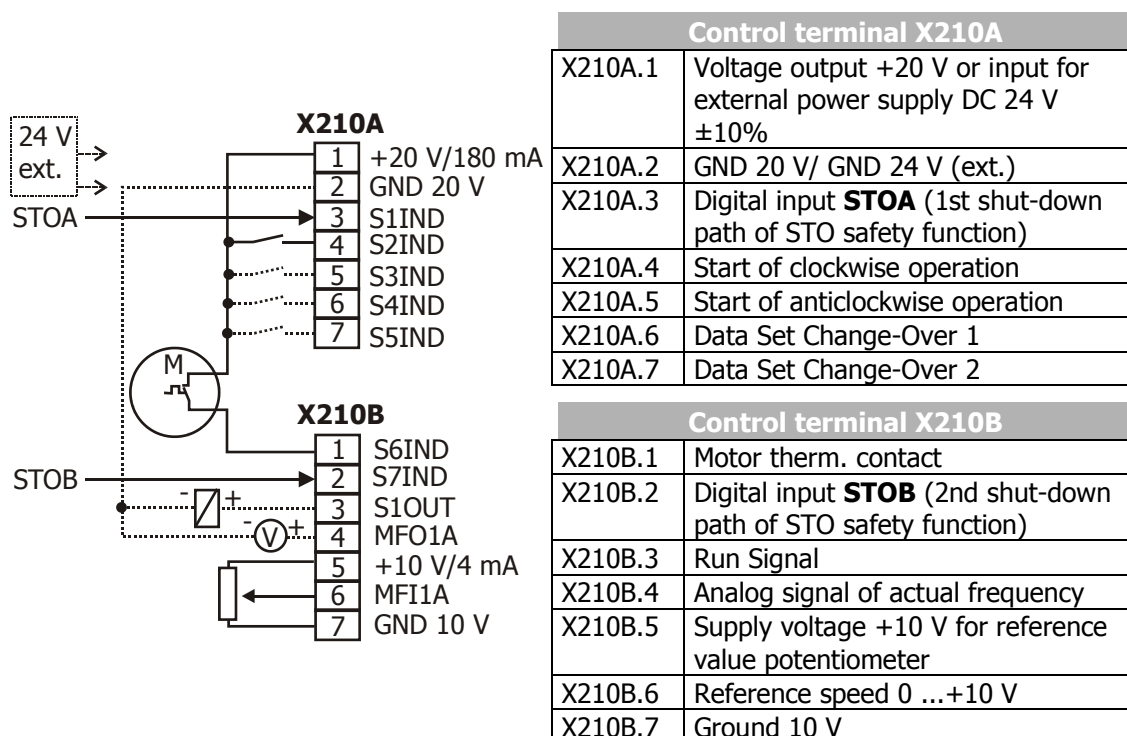 24 V
ext.
STOA
X210A
1 +20 V/180 mA
2 GND 20 V
3 S1IND
4 S2IND
5 S3IND
6 S4IND
7 S5IND
M
STOB
X210B
1 S6IND
2 S7IND
- + 3 S1OUT
- V + 4 MFO1A
5 +10 V/4 mA
6 MFI1A
7 GND 10 V
Control terminal X210A
X210A.1 Voltage output +20 V or input for
external power supply DC 24 V
±10%
X210A.2 GND 20 V/ GND 24 V (ext.)
X210A.3 Digital input STOA (1st shut-down
path of STO safety function)
X210A.4 Start of clockwise operation
X210A.5 Start of anticlockwise operation
X210A.6 Data Set Change-Over 1
X210A.7 Data Set Change-Over 2
Control terminal X210B
X210B.1 Motor therm. contact
X210B.2 Digital input STOB (2nd shut-down
path of STO safety function)
X210B.3 Run Signal
X210B.4 Analog signal of actual frequency
X210B.5 Supply voltage +10 V for reference
value potentiometer
X210B.6 Reference speed 0 ...+10 V
X210B.7 Ground 10 V